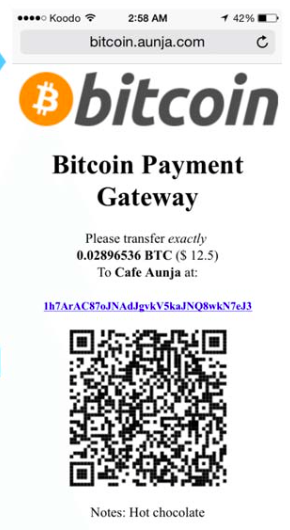 Koodo 2:58 AM 42%
bitcoin.aunja.com
bitcoin
Bitcoin Payment
Gateway
Please transfer exactly
0.02896536 BTC ($ 12.5)
To Cafe Aunja at:
1h7ArAC87oJNAdJgvkV5kaJNQ8wkN7eJ3
Notes: Hot chocolate